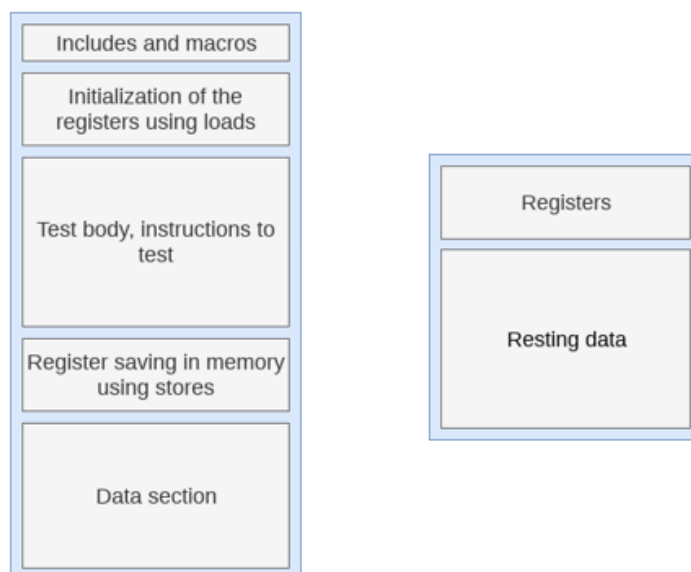 Includes and macros
Initialization of the
registers using loads
Test body, instructions to
test
Register saving in memory
using stores
Data section
Registers
Resting data